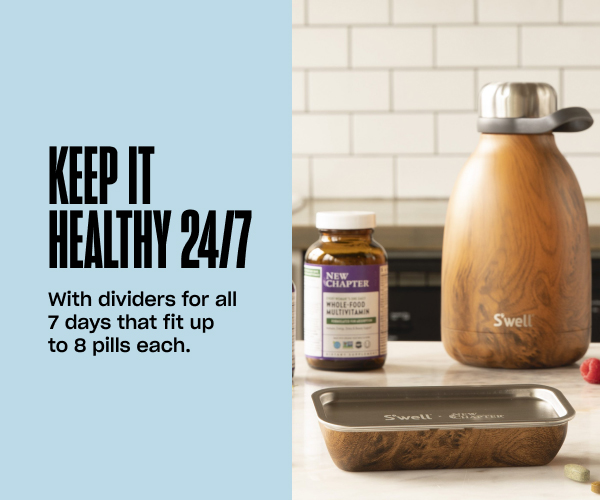 KEEP IT
HEALTHY 24/7
With dividers for all
7 days that fit up
to 8 pills each.
NEW
CHAPTER
WHOLE-FOOD
MULTIVITAMIN
S'well
S'well · NEW CHAPTER